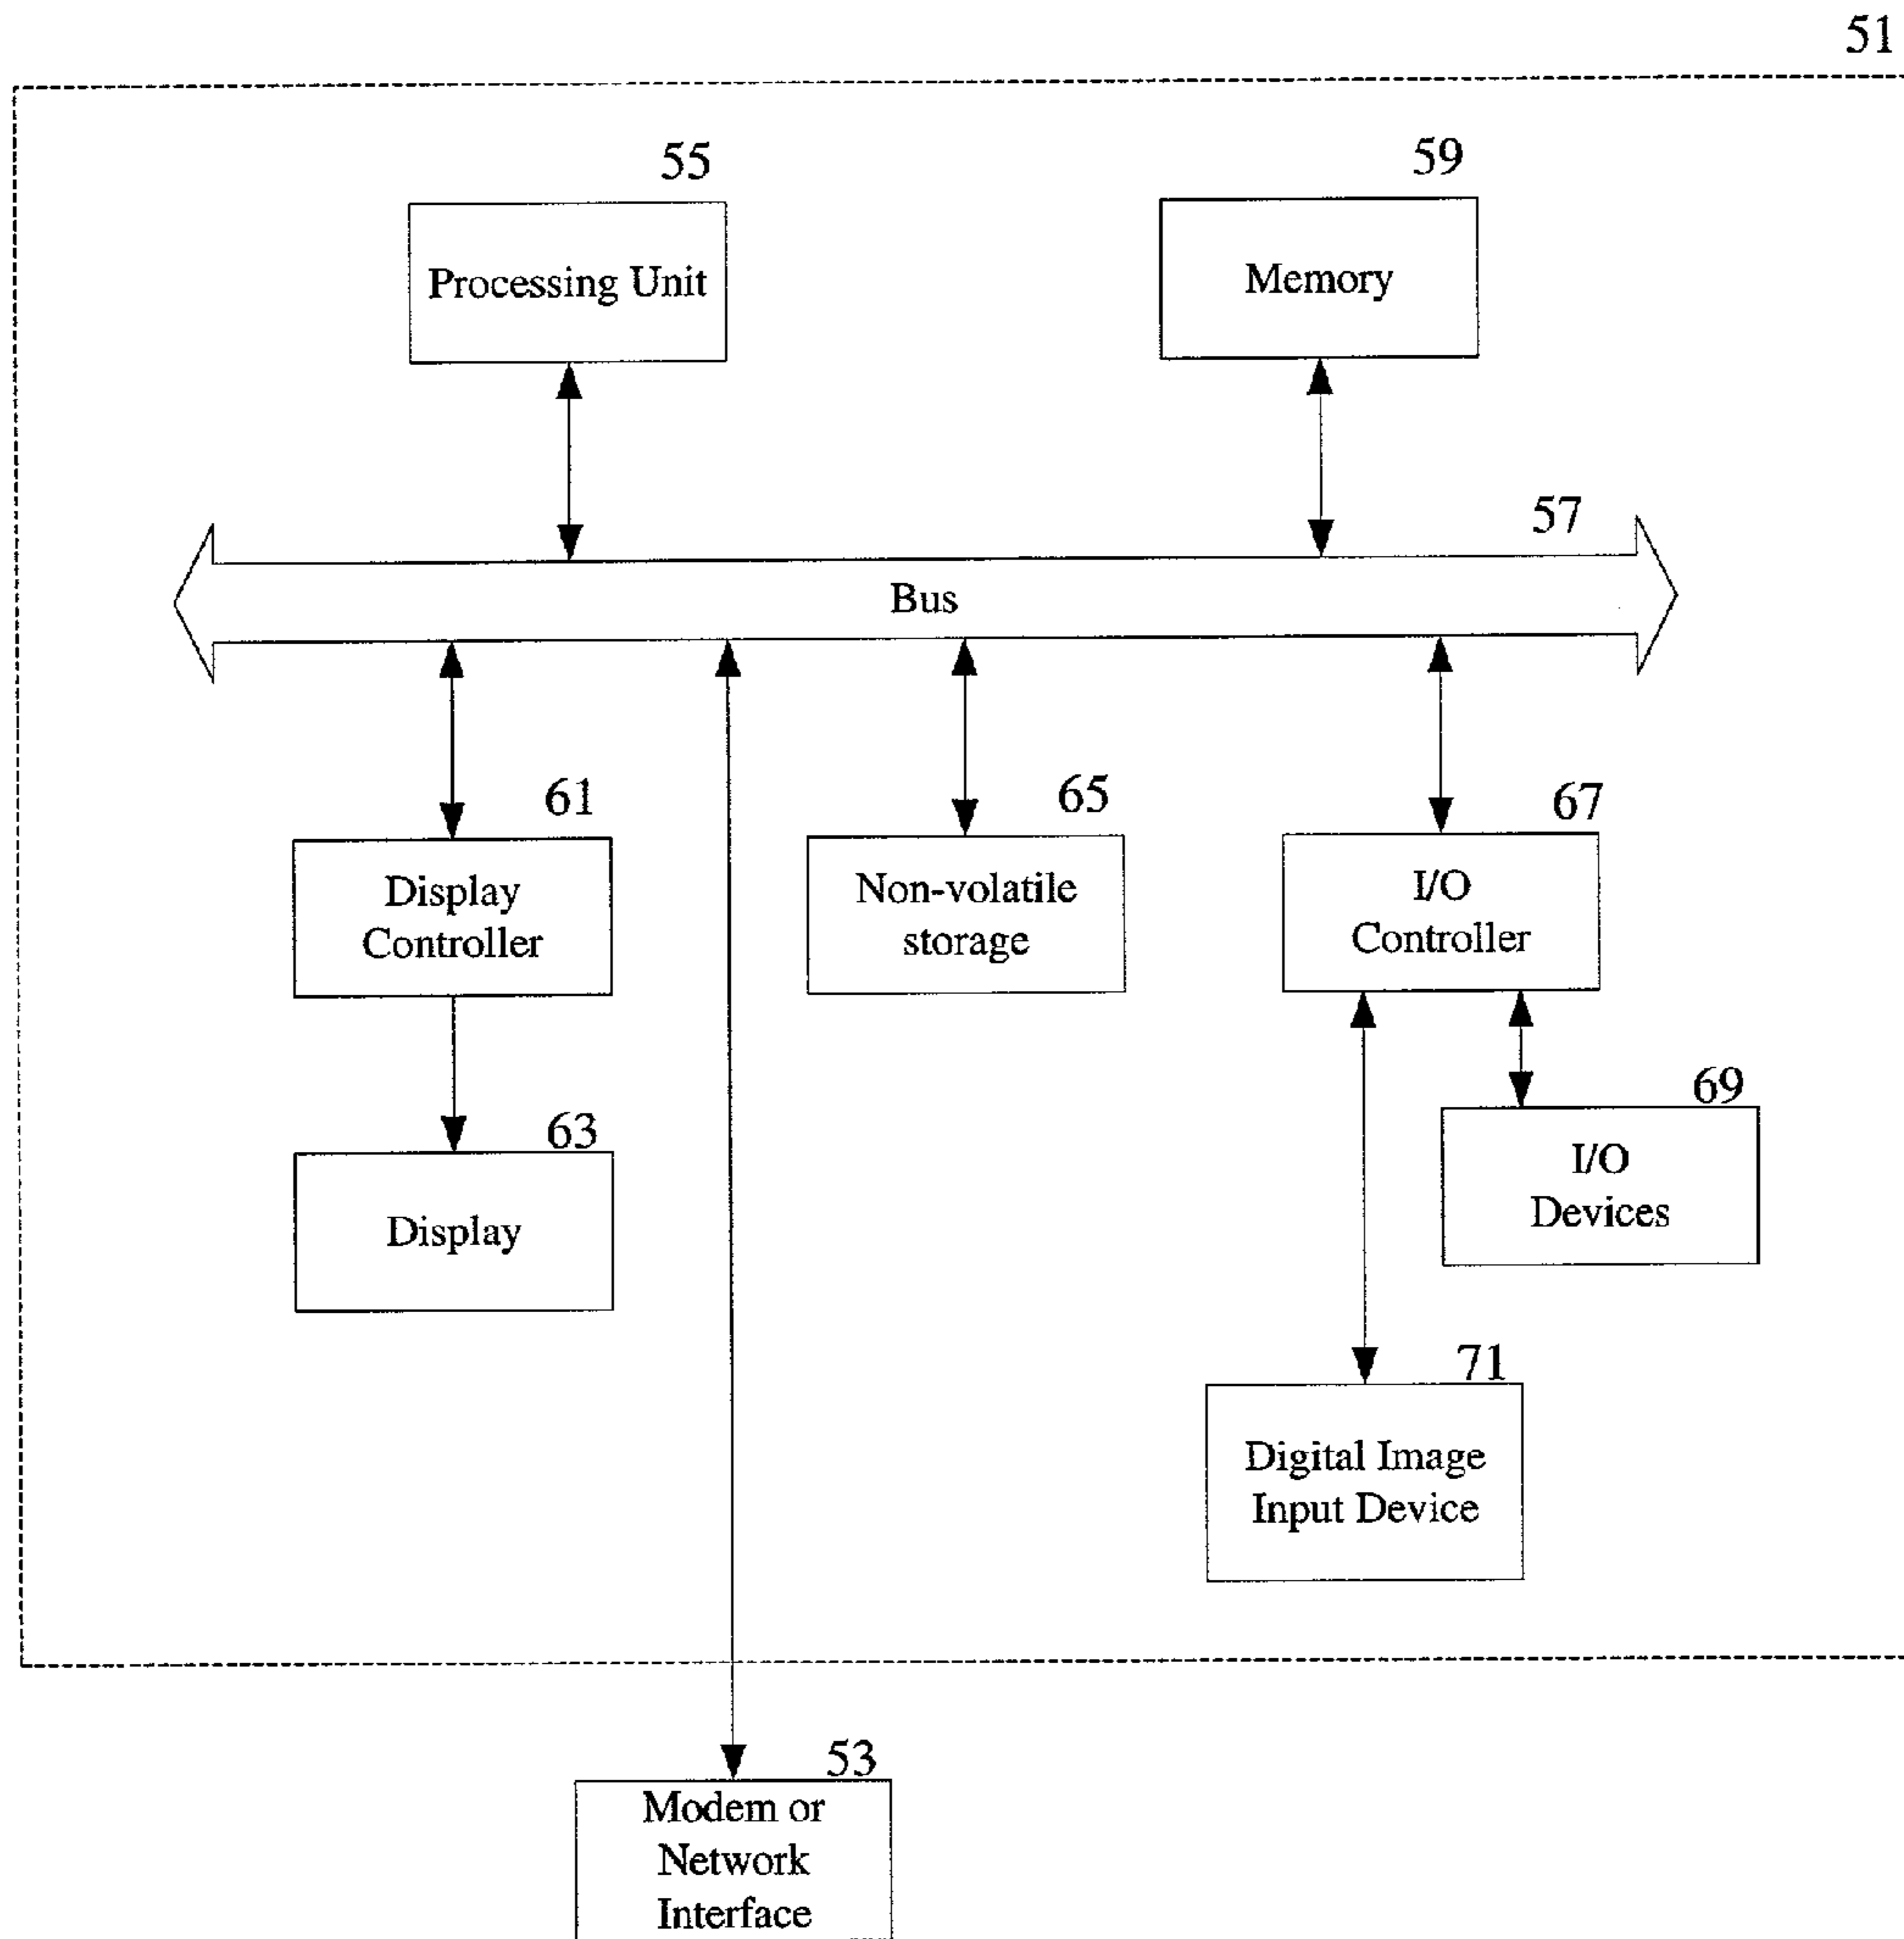 51
55
59
Processing Unit
Memory
57
Bus
61
65
67
Display
Controller
Non-volatile
storage
I/O
Controller
69
63
I/O
Devices
Display
71
Digital Image
Input Device
53
Modem or
Network
Interface